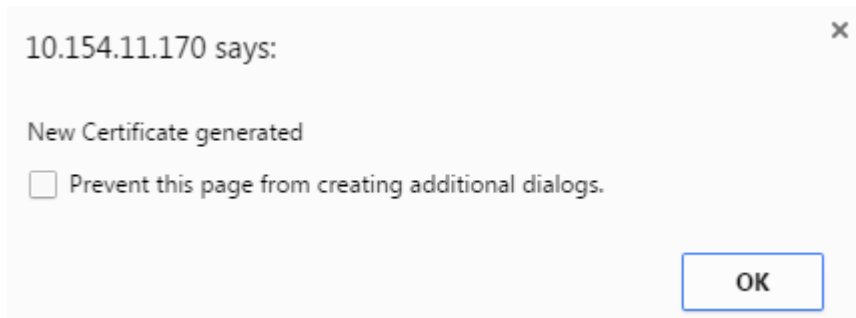 10.154.11.170 says:
New Certificate generated
Prevent this page from creating additional dialogs.
OK